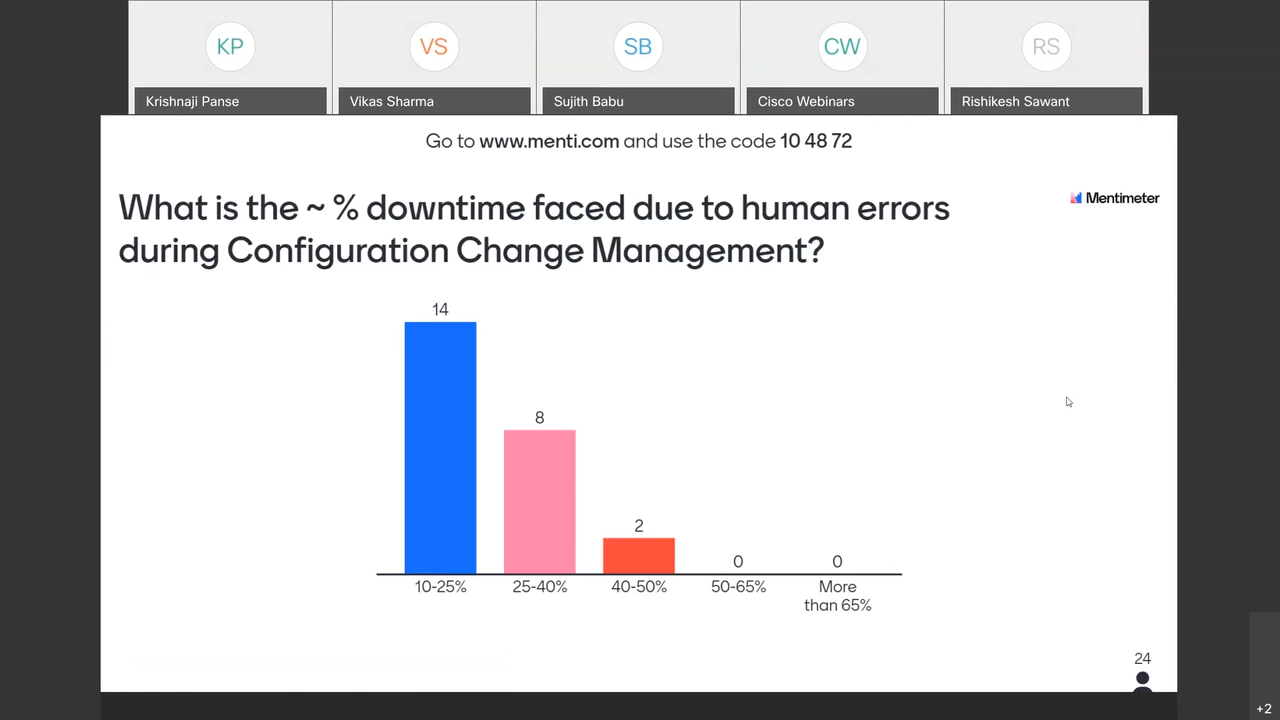 KP
VS
SB
CW
RS
Krishnaji Panse
Vikas Sharma
Sujith Babu
Cisco Webinars
Rishikesh Sawant
Go to www.menti.com and use the code 10 48 72
What is the ~ % downtime faced due to human errors
during Configuration Change Management?
Mentimeter
14
8
2
0
0
10-25%
25-40%
40-50%
50-65%
More
than 65%
24
+2